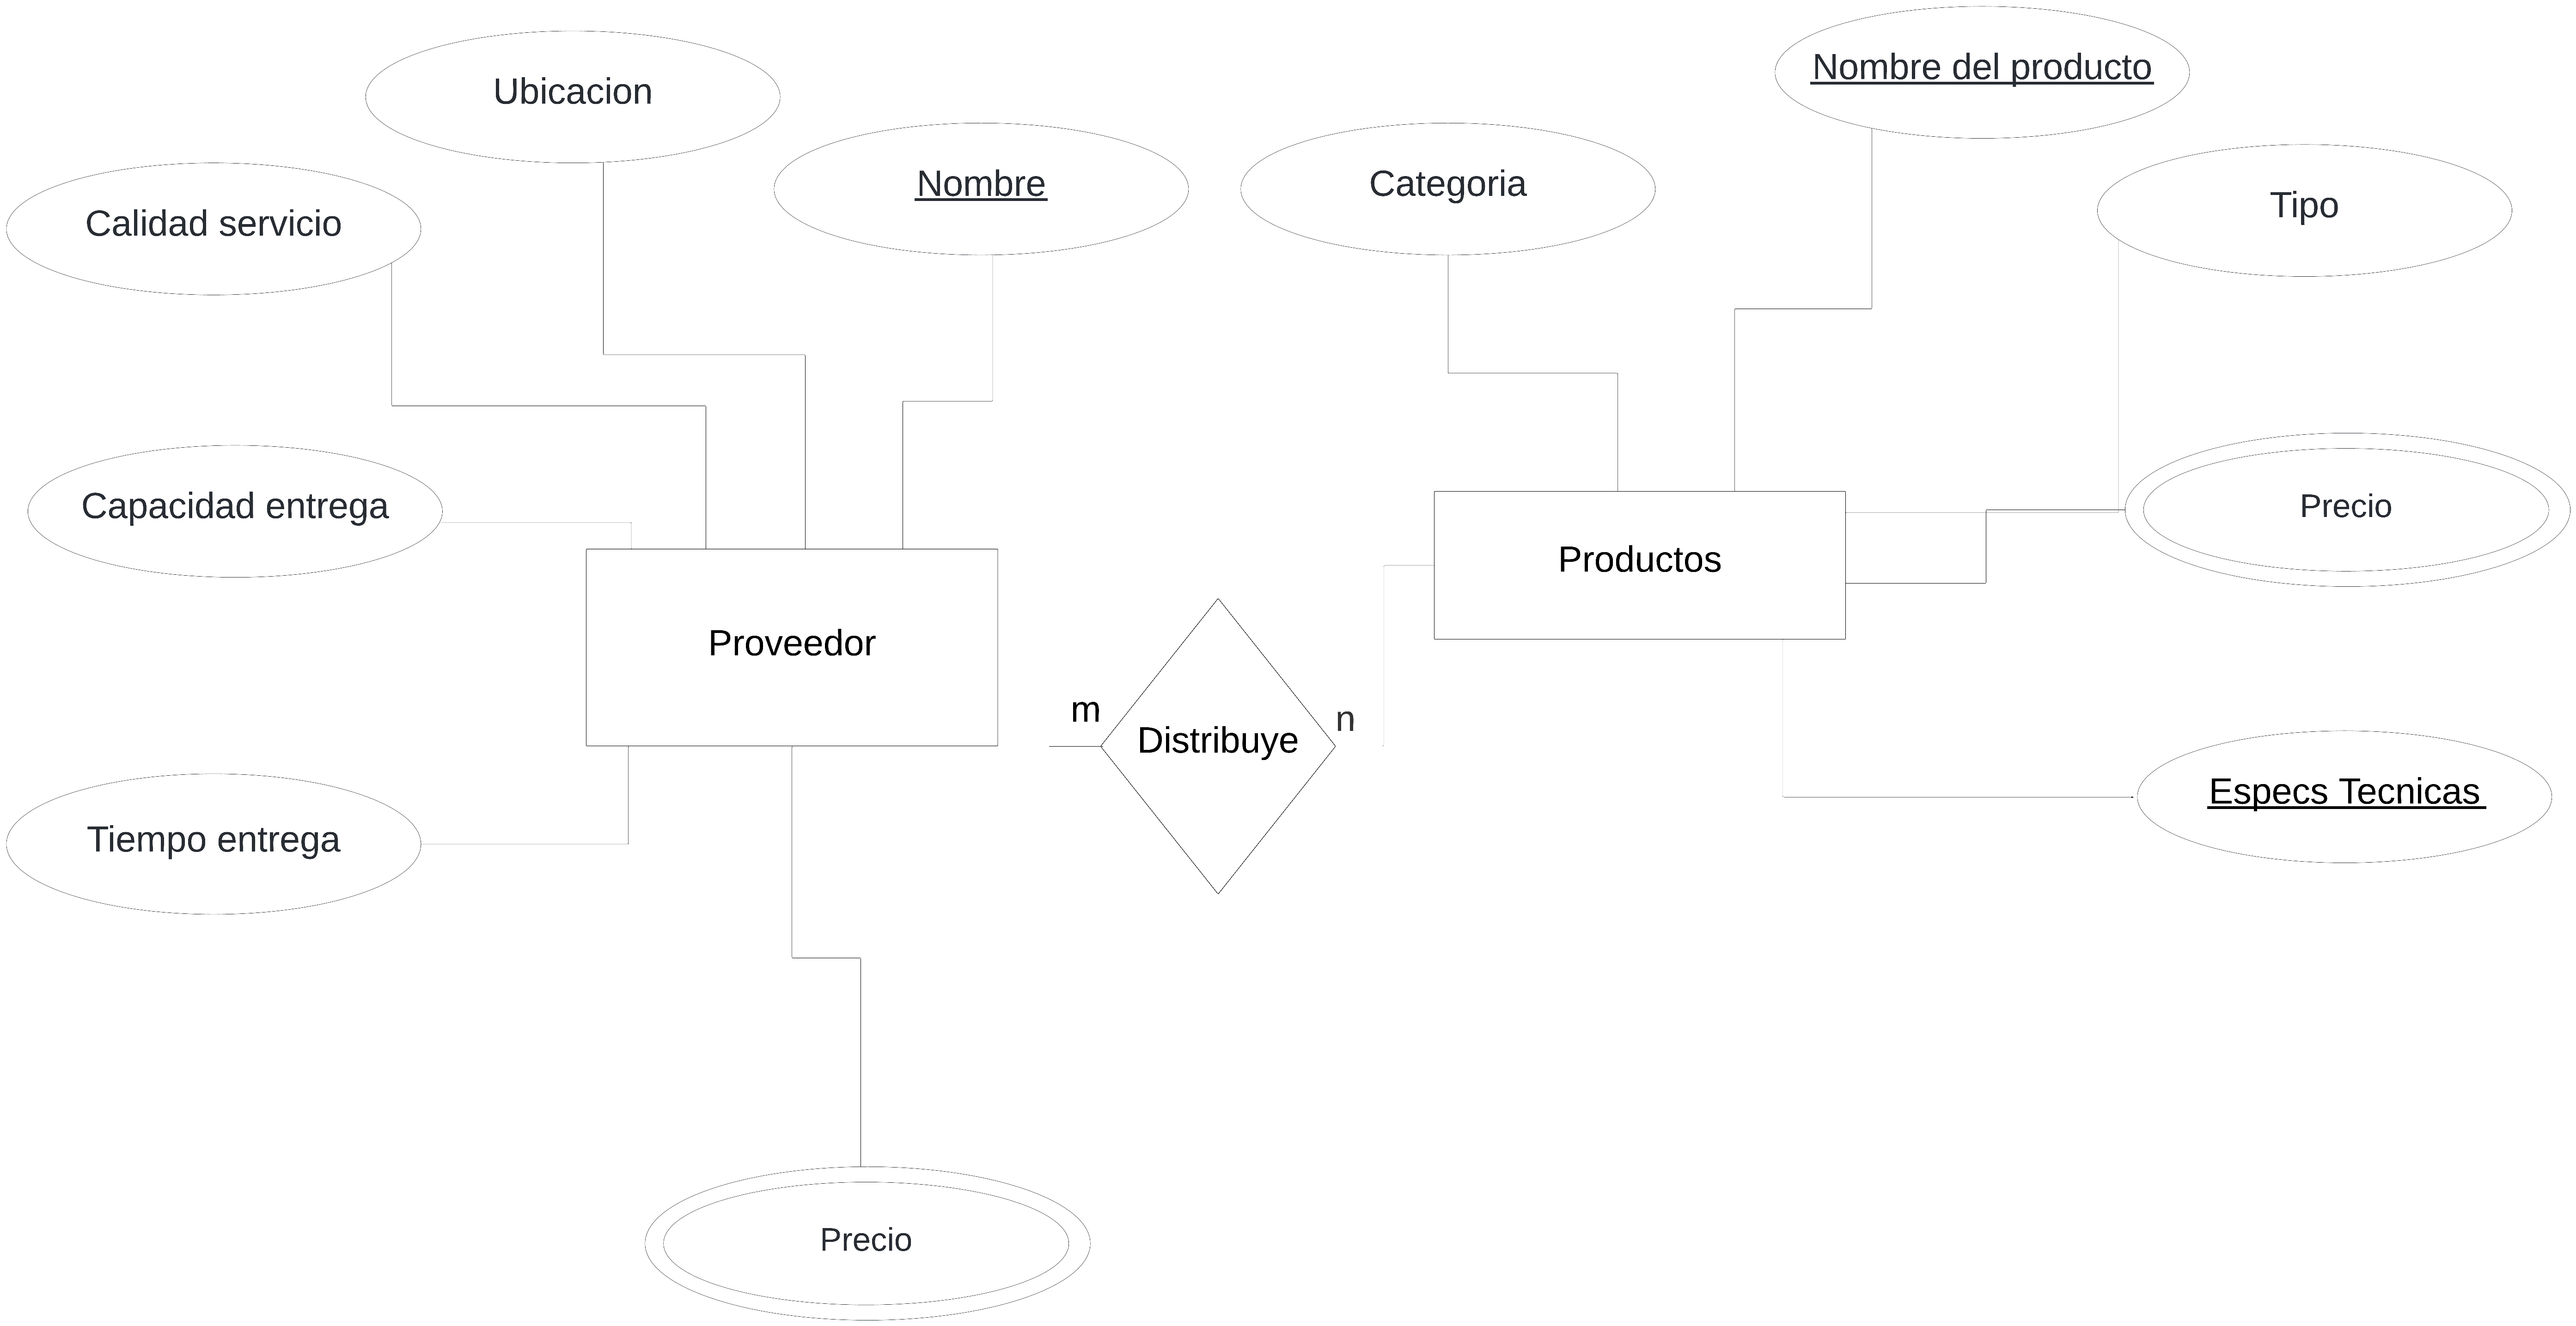 Nombre del producto
Ubicacion
Nombre
Categoria
Tipo
Calidad servicio
Capacidad entrega
Precio
Productos
Proveedor
m
n
Distribuye
Especs Tecnicas
Tiempo entrega
Precio